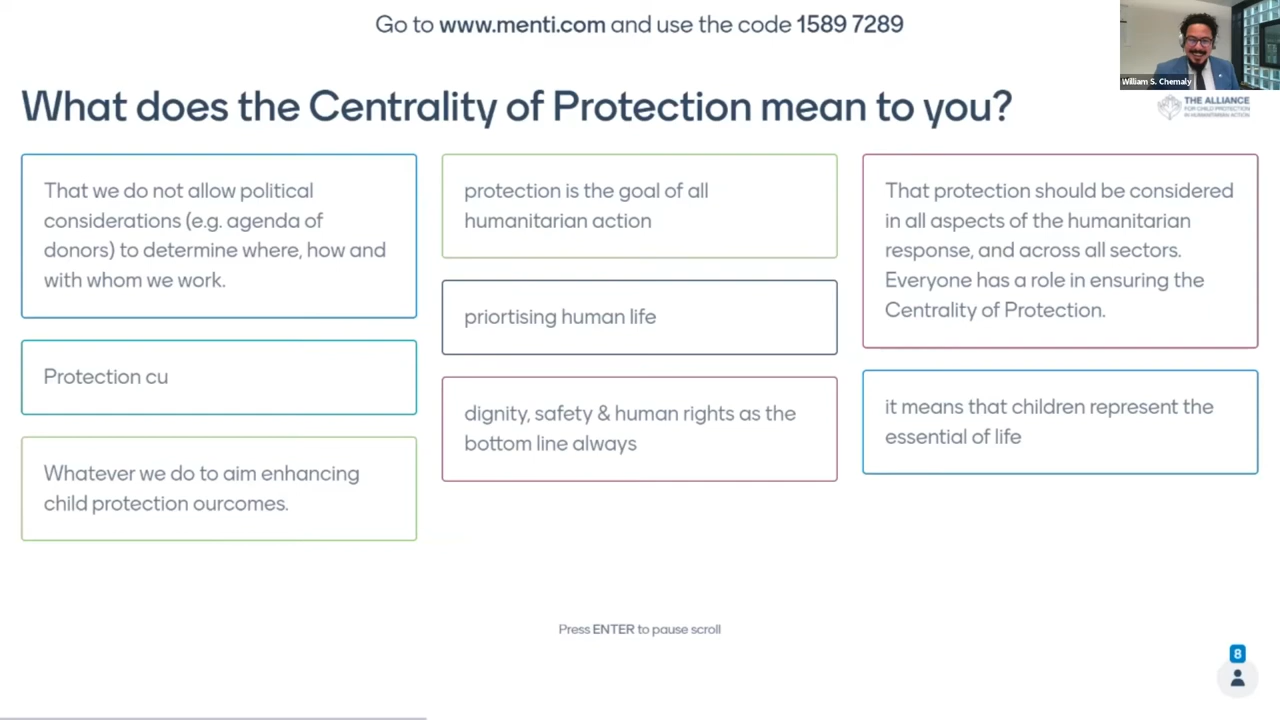 Go to www.menti.com and use the code 1589 7289
William S. Chemaly
What does the Centrality of Protection mean to you?
THE ALLIANCE
FOR CHILD PROTECTION
IN HUMANITARIAN ACTION
That we do not allow political
considerations (e.g. agenda of
donors) to determine where, how and
with whom we work.
Protection cu
Whatever we do to aim enhancing
child protection ourcomes.
protection is the goal of all
humanitarian action
priortising human life
dignity, safety & human rights as the
bottom line always
That protection should be considered
in all aspects of the humanitarian
response, and across all sectors.
Everyone has a role in ensuring the
Centrality of Protection.
it means that children represent the
essential of life
Press ENTER to pause scroll
8